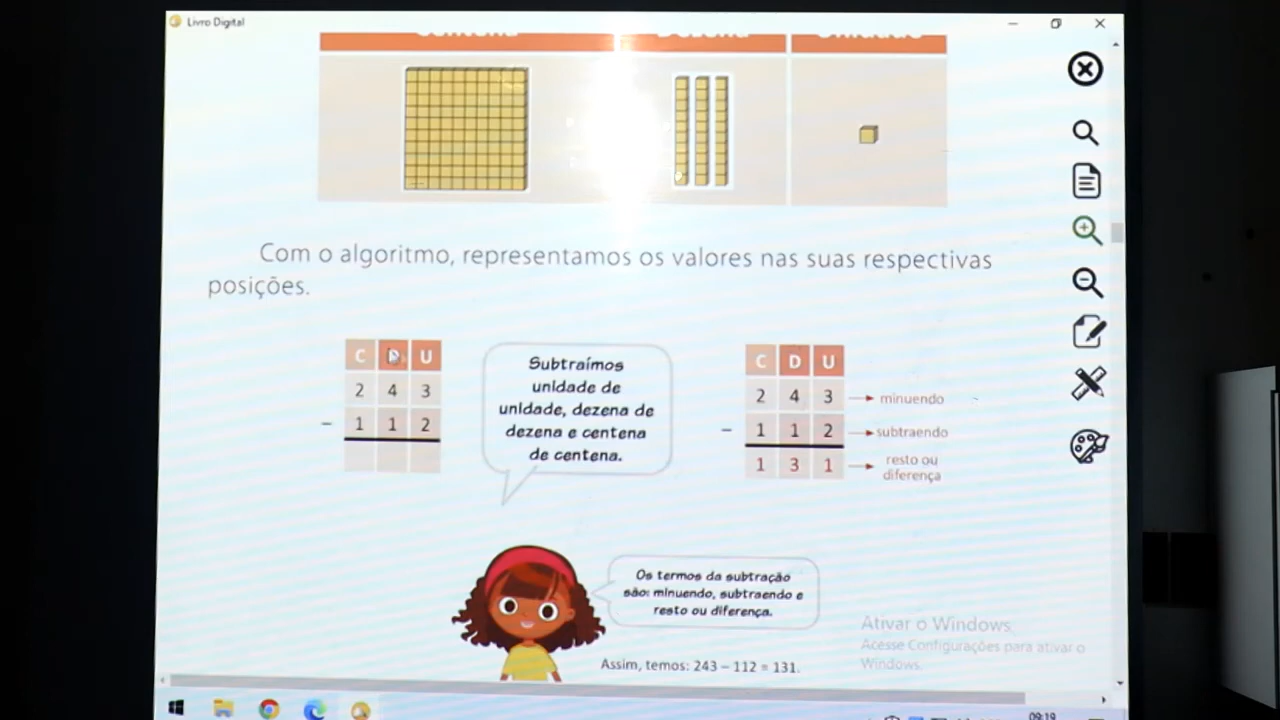 Livro Digital
Centena Dezena Unidade
Com o algoritmo, representamos os valores nas suas respectivas
posições.
C D U
2 4 3
- 1 1 2
Subtraímos
unidade de
unidade, dezena de
dezena e centena
de centena.
C D U
2 4 3 minuendo
- 1 1 2 subtraendo
1 3 1 resto ou
diferença
Os termos da subtração
são: minuendo, subtraendo e
resto ou diferença.
Assim, temos: 243 – 112 = 131.
Ativar o Windows
Acesse Configurações para ativar o
Windows.
09:19